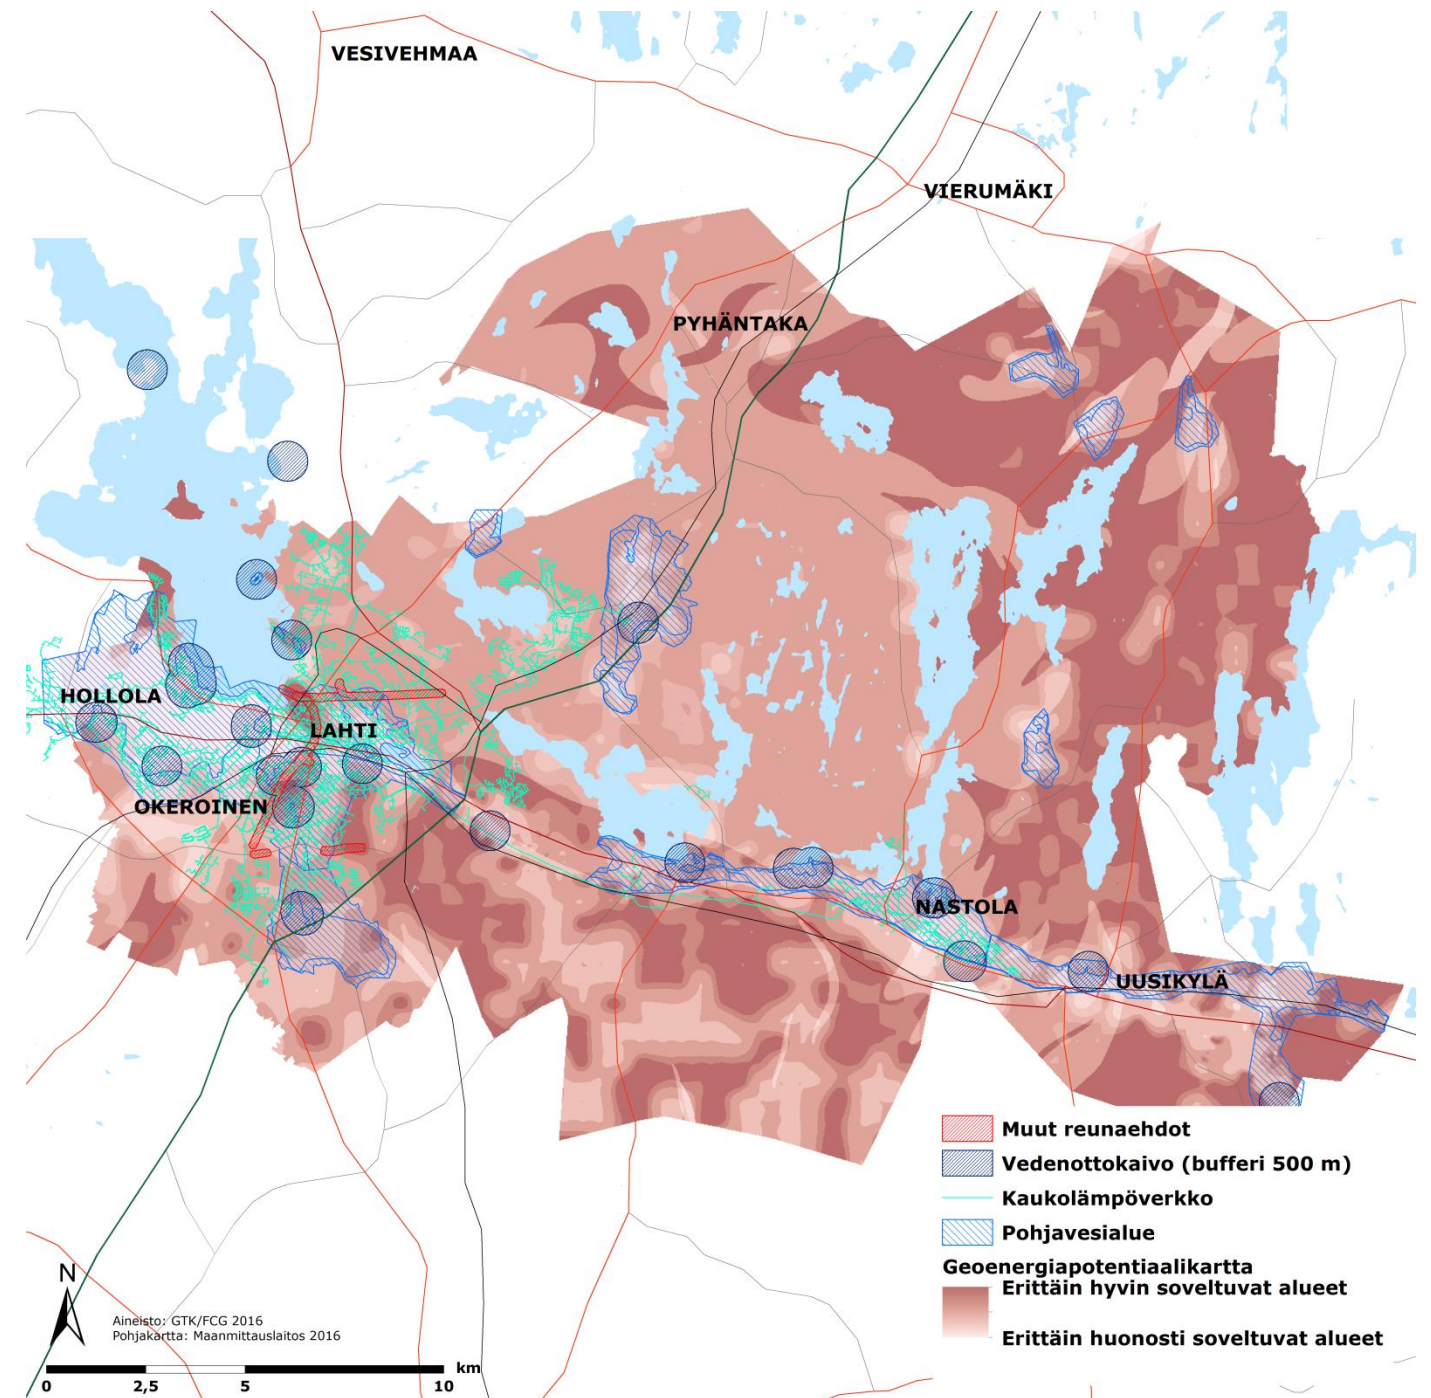 VESIVEHMAA
VIERUMÄKI
PYHÄNTAKA
HOLLOLA
LAHTI
OKEROINEN
NASTOLA
UUSIKYLÄ
Muut reunaehdot
Vedenottokaivo (bufferi 500 m)
Kaukolämpöverkko
Pohjavesialue
Geoenergiapotentiaalikartta
Erittäin hyvin soveltuvat alueet
Erittäin huonosti soveltuvat alueet
N
Aineisto: GTK/FCG 2016
Pohjakartta: Maanmittauslaitos 2016
km
0 2,5 5 10